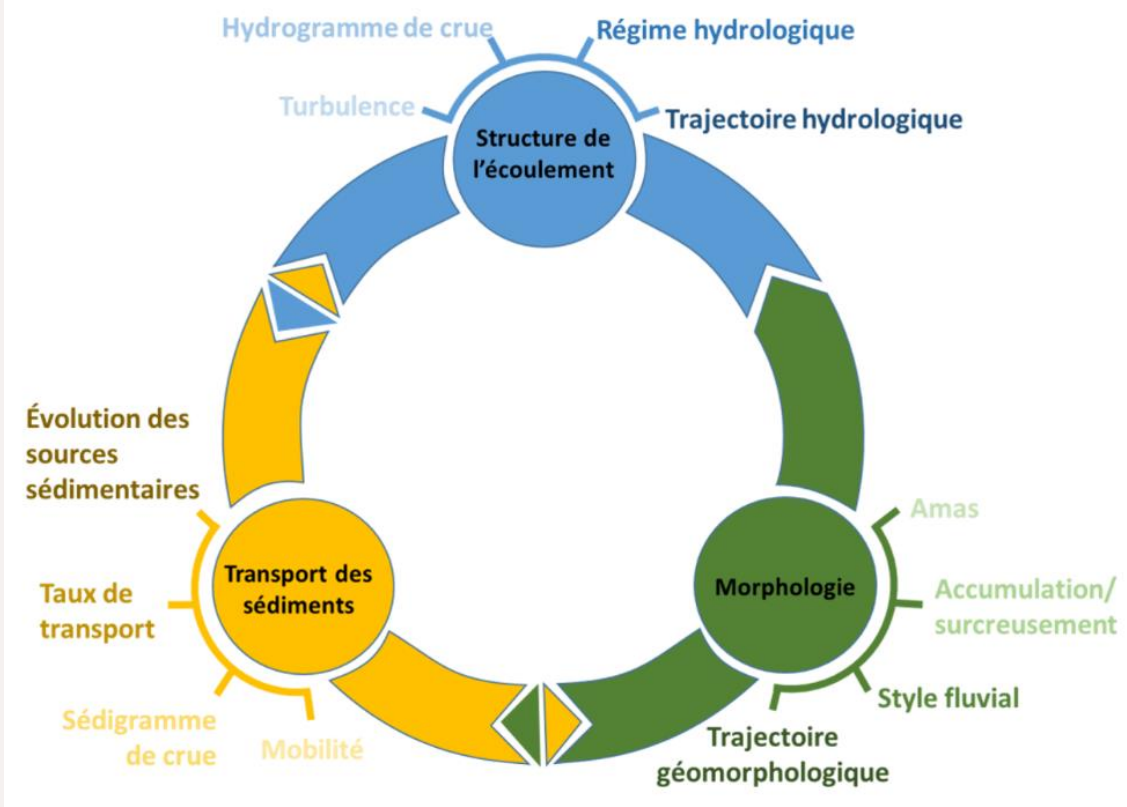 Hydrogramme de crue
Régime hydrologique
Turbulence
Trajectoire hydrologique
Structure de
l'écoulement
Évolution des
sources
sédimentaires
Transport des
sédiments
Taux de
transport
Sédigramme
de crue
Mobilité
Morphologie
Amas
Accumulation/
surcreusement
Style fluvial
Trajectoire
géomorphologique